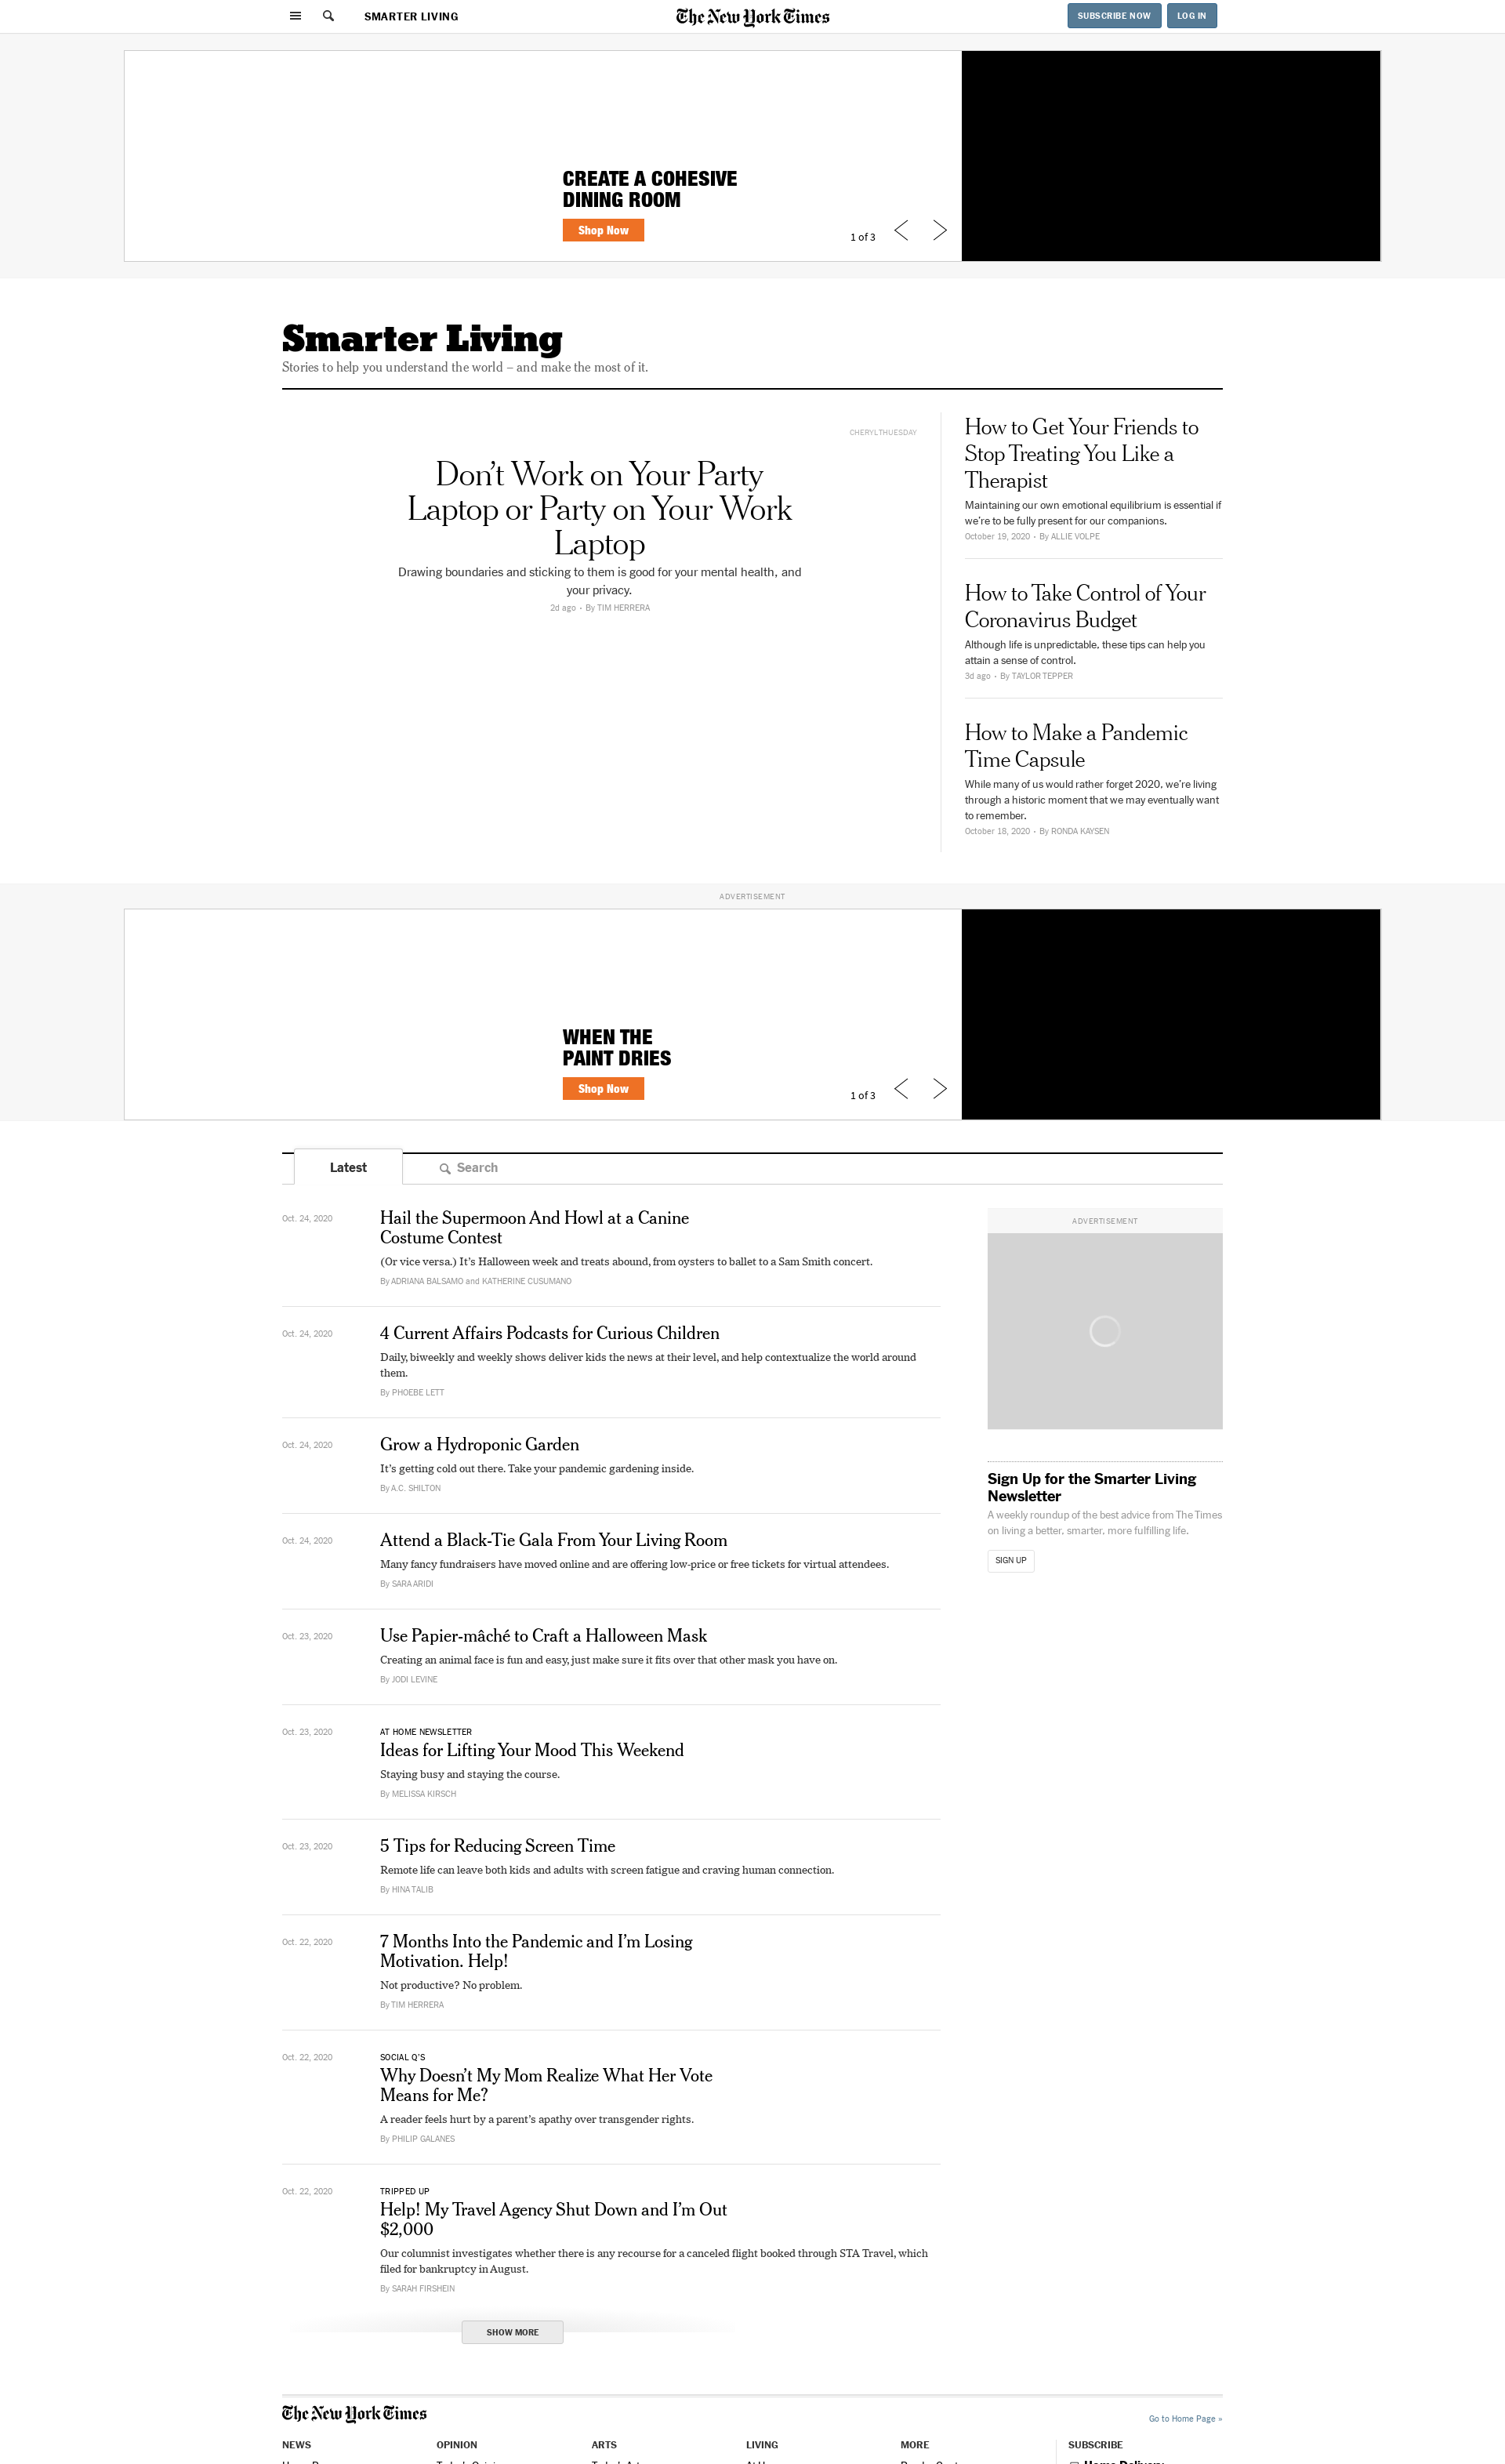 SMARTER LIVING
The New York Times
SUBSCRIBE NOW
LOG IN
CREATE A COHESIVE
DINING ROOM
Shop Now
1 of 3
Smarter Living
Stories to help you understand the world – and make the most of it.
CHERYL THUESDAY
Don’t Work on Your Party
Laptop or Party on Your Work
Laptop
Drawing boundaries and sticking to them is good for your mental health, and
your privacy.
2d ago • By TIM HERRERA
How to Get Your Friends to
Stop Treating You Like a
Therapist
Maintaining our own emotional equilibrium is essential if
we’re to be fully present for our companions.
October 19, 2020 • By ALLIE VOLPE
How to Take Control of Your
Coronavirus Budget
Although life is unpredictable, these tips can help you
attain a sense of control.
3d ago • By TAYLOR TEPPER
How to Make a Pandemic
Time Capsule
While many of us would rather forget 2020, we’re living
through a historic moment that we may eventually want
to remember.
October 18, 2020 • By RONDA KAYSEN
ADVERTISEMENT
WHEN THE
PAINT DRIES
Shop Now
1 of 3
Latest
Search
Oct. 24, 2020
Hail the Supermoon And Howl at a Canine
Costume Contest
(Or vice versa.) It’s Halloween week and treats abound, from oysters to ballet to a Sam Smith concert.
By ADRIANA BALSAMO and KATHERINE CUSUMANO
Oct. 24, 2020
4 Current Affairs Podcasts for Curious Children
Daily, biweekly and weekly shows deliver kids the news at their level, and help contextualize the world around
them.
By PHOEBE LETT
Oct. 24, 2020
Grow a Hydroponic Garden
It’s getting cold out there. Take your pandemic gardening inside.
By A.C. SHILTON
Oct. 24, 2020
Attend a Black-Tie Gala From Your Living Room
Many fancy fundraisers have moved online and are offering low-price or free tickets for virtual attendees.
By SARA ARIDI
Oct. 23, 2020
Use Papier-mâché to Craft a Halloween Mask
Creating an animal face is fun and easy, just make sure it fits over that other mask you have on.
By JODI LEVINE
Oct. 23, 2020
AT HOME NEWSLETTER
Ideas for Lifting Your Mood This Weekend
Staying busy and staying the course.
By MELISSA KIRSCH
Oct. 23, 2020
5 Tips for Reducing Screen Time
Remote life can leave both kids and adults with screen fatigue and craving human connection.
By HINA TALIB
Oct. 22, 2020
7 Months Into the Pandemic and I’m Losing
Motivation. Help!
Not productive? No problem.
By TIM HERRERA
Oct. 22, 2020
SOCIAL Q’S
Why Doesn’t My Mom Realize What Her Vote
Means for Me?
A reader feels hurt by a parent’s apathy over transgender rights.
By PHILIP GALANES
Oct. 22, 2020
TRIPPED UP
Help! My Travel Agency Shut Down and I’m Out
$2,000
Our columnist investigates whether there is any recourse for a canceled flight booked through STA Travel, which
filed for bankruptcy in August.
By SARAH FIRSHEIN
SHOW MORE
ADVERTISEMENT
Sign Up for the Smarter Living
Newsletter
A weekly roundup of the best advice from The Times
on living a better, smarter, more fulfilling life.
SIGN UP
The New York Times
Go to Home Page »
NEWS
OPINION
ARTS
LIVING
MORE
SUBSCRIBE